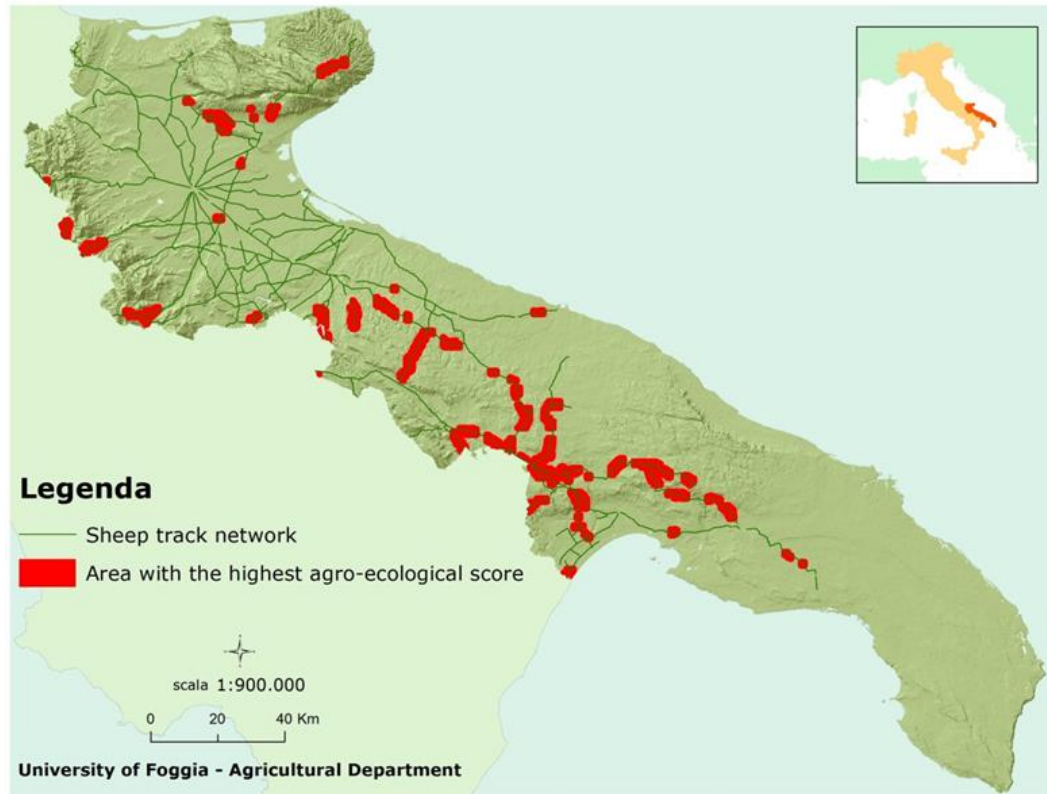 Legenda
Sheep track network
Area with the highest agro-ecological score
scala 1:900.000
0 20 40 Km
University of Foggia - Agricultural Department